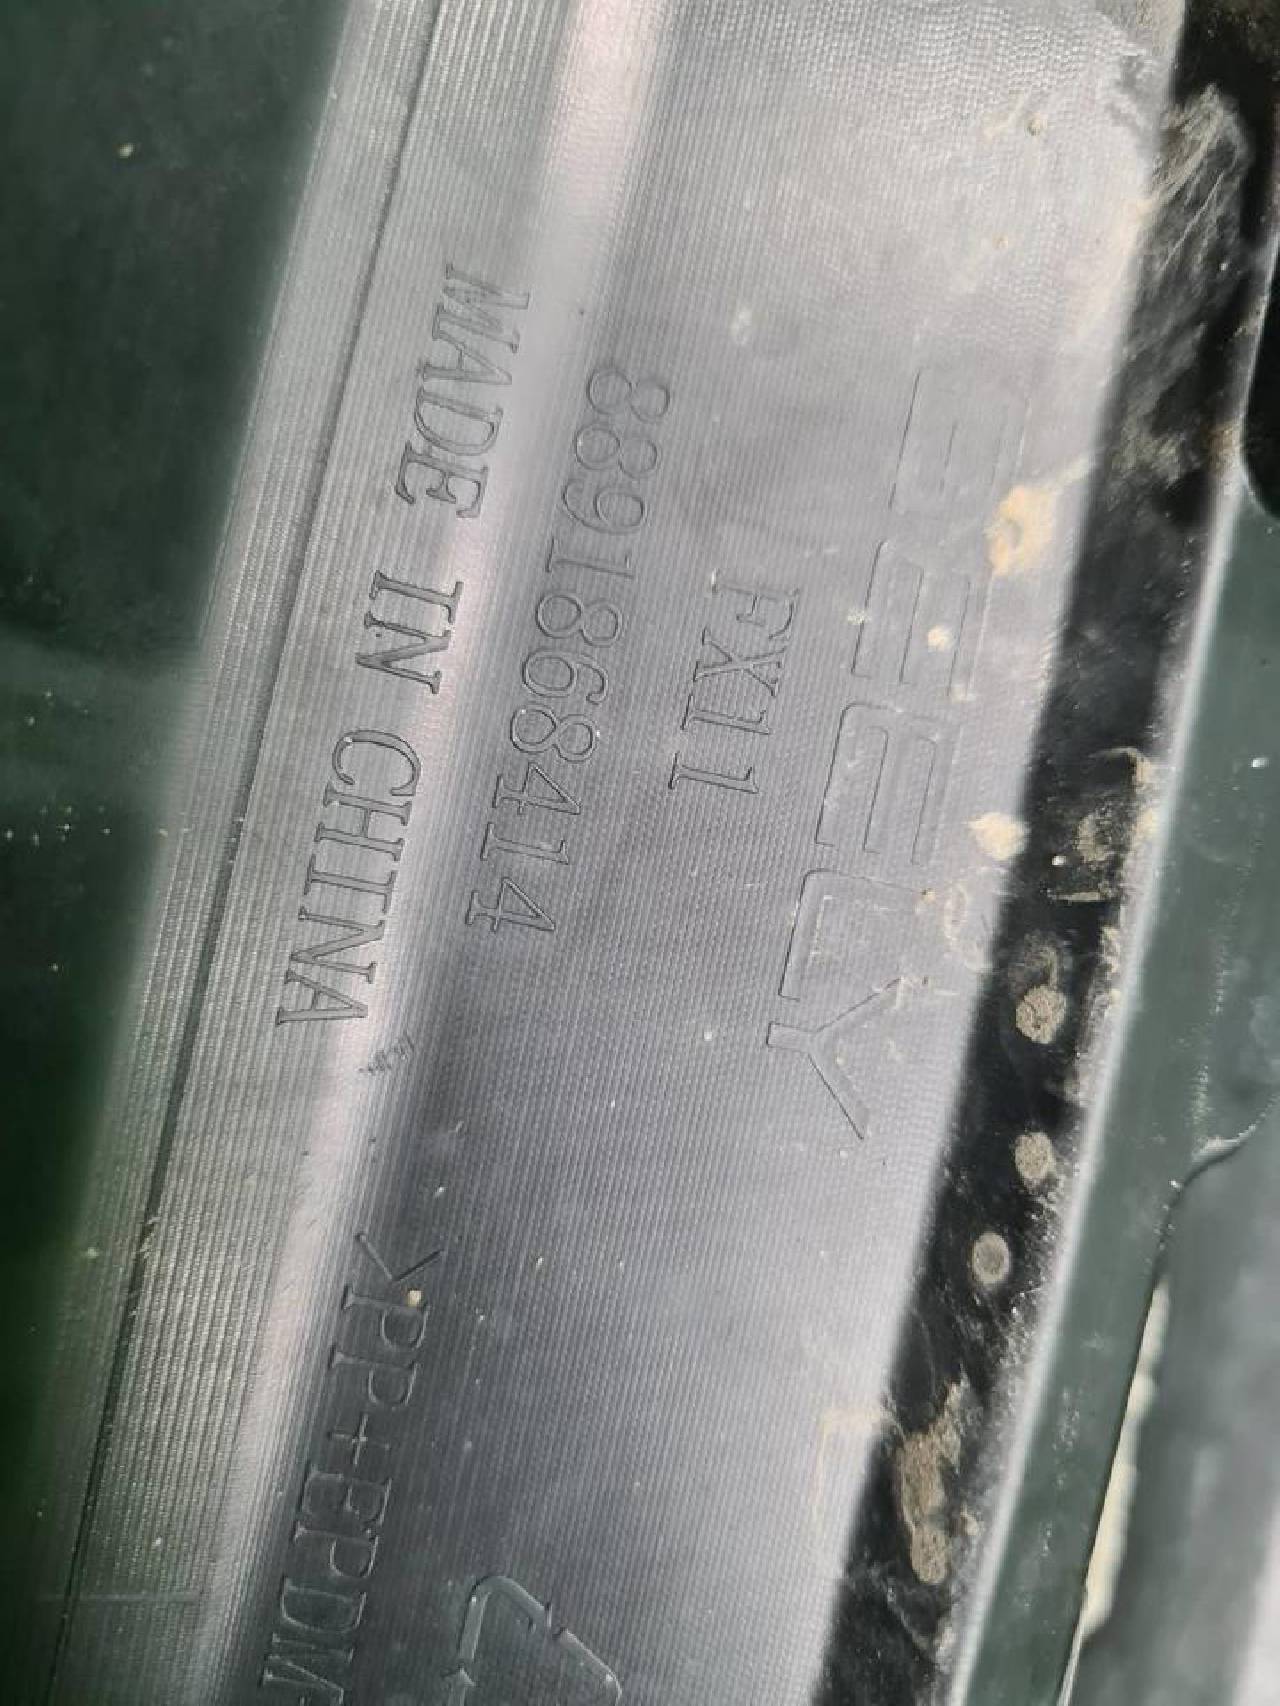 GEELY
FX11
8891868414
MADE IN CHINA
>PP+EPDM-